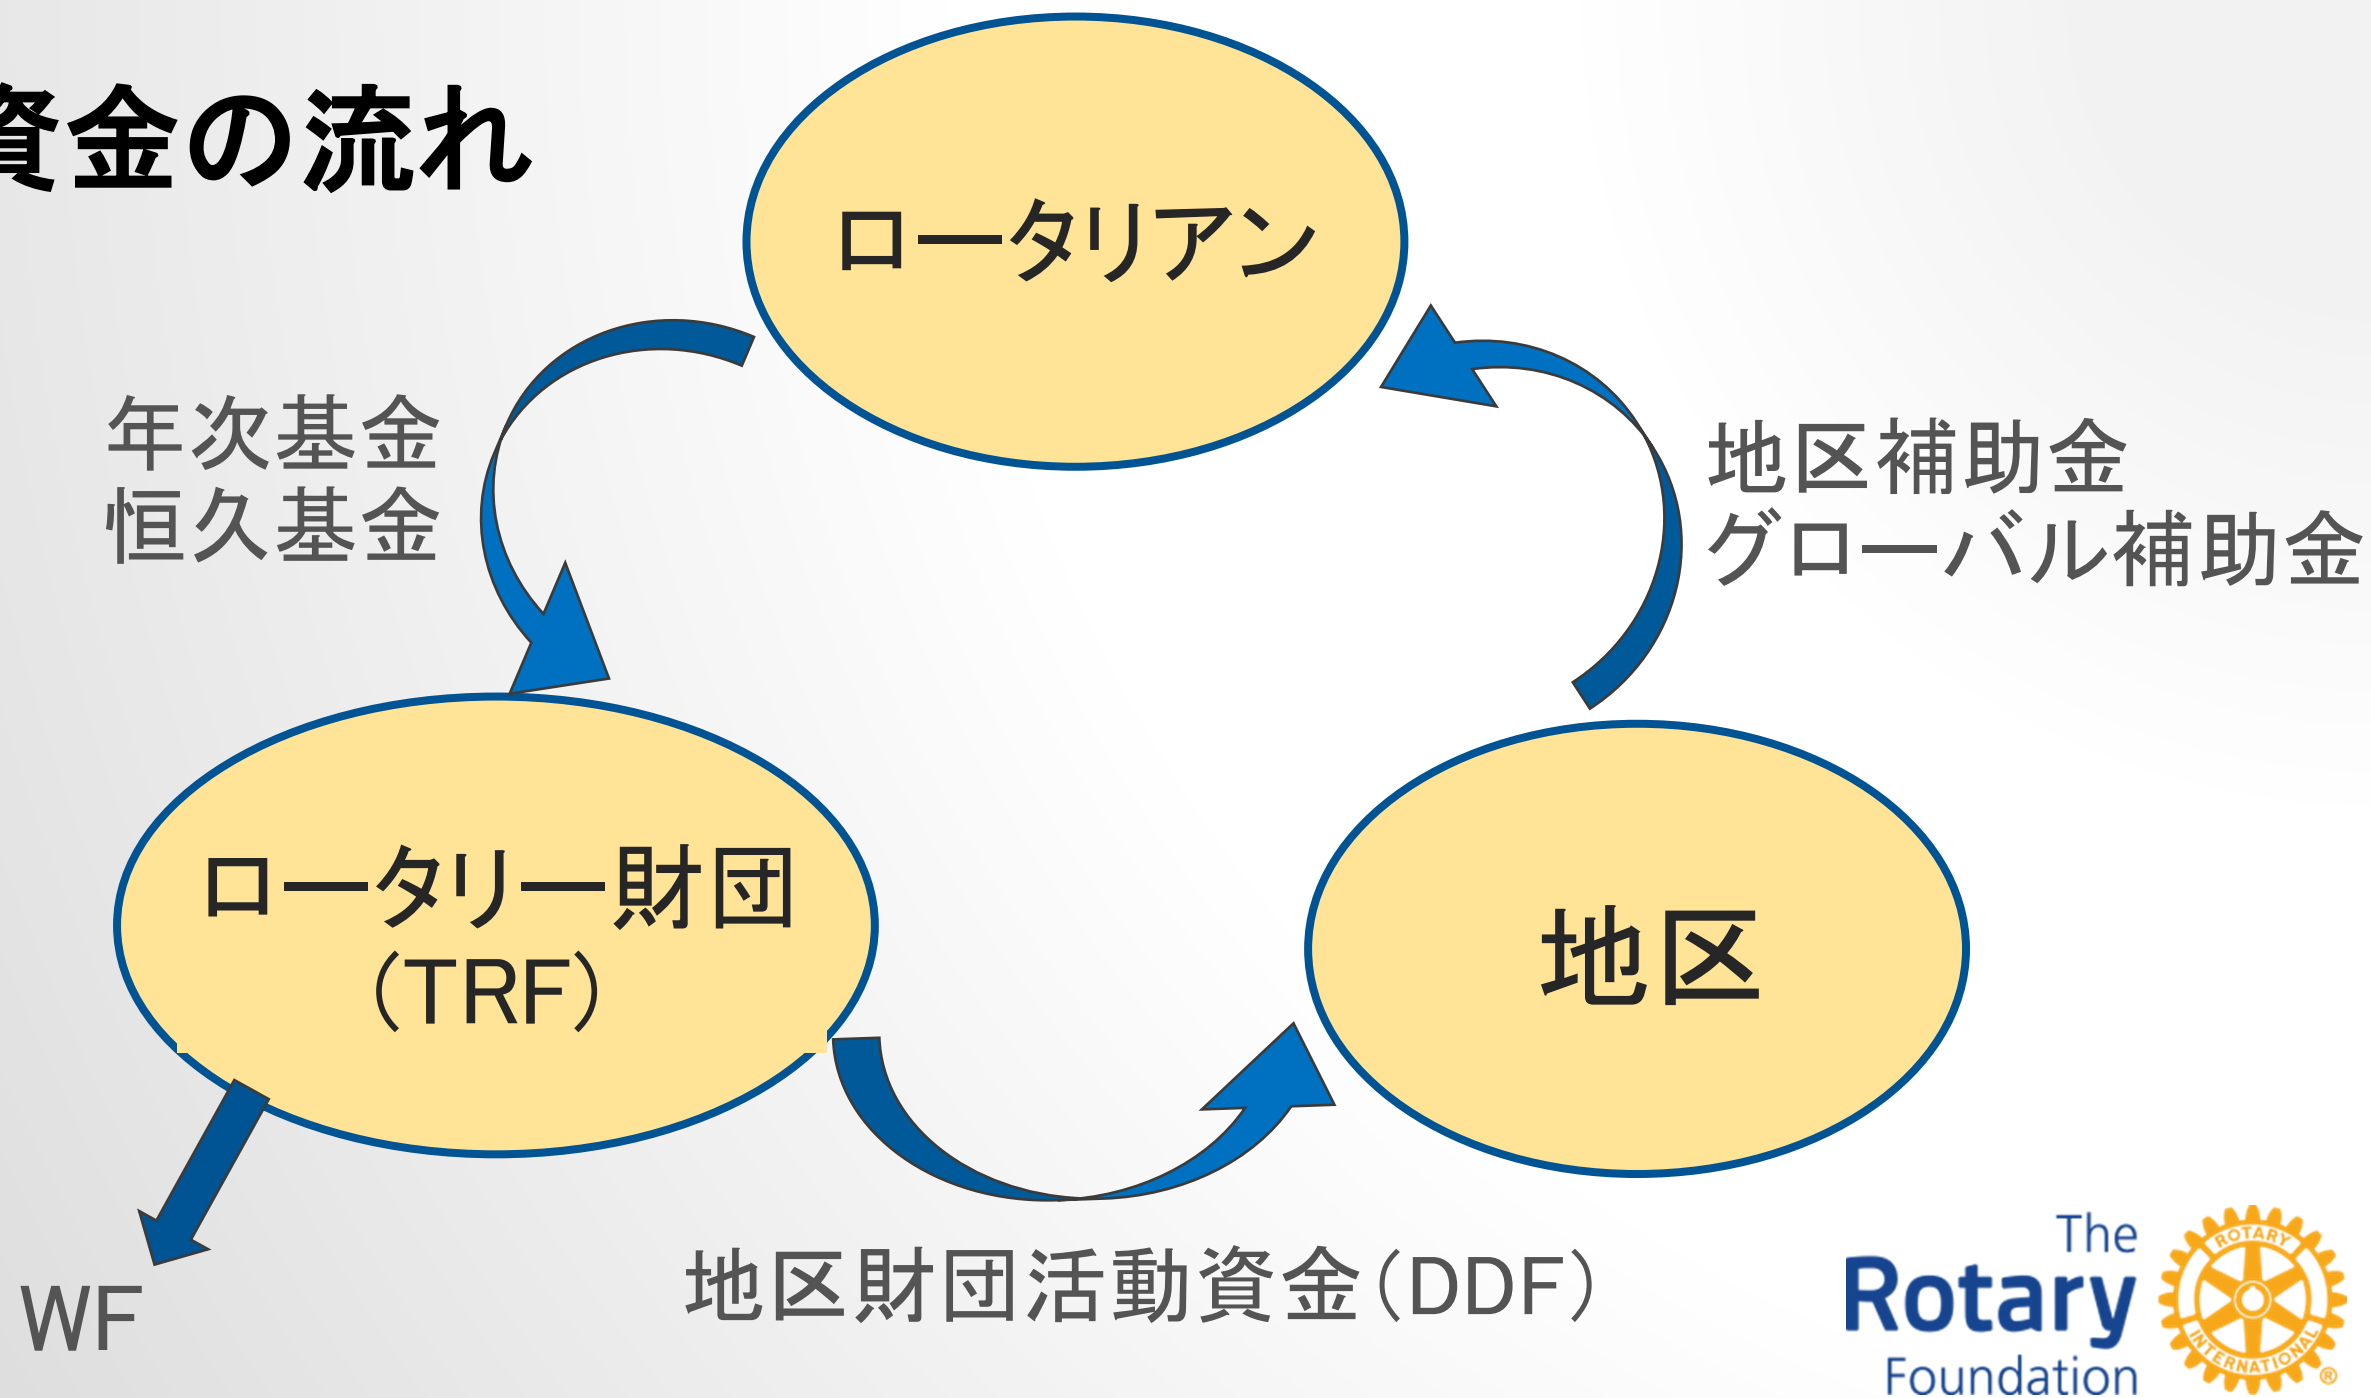 資金の流れ
ロータリアン
年次基金
恒久基金
地区補助金
グローバル補助金
ロータリー財団
（TRF）
地区
WF
地区財団活動資金（DDF）
The
Rotary
Foundation
ROTARY
INTERNATIONAL
®